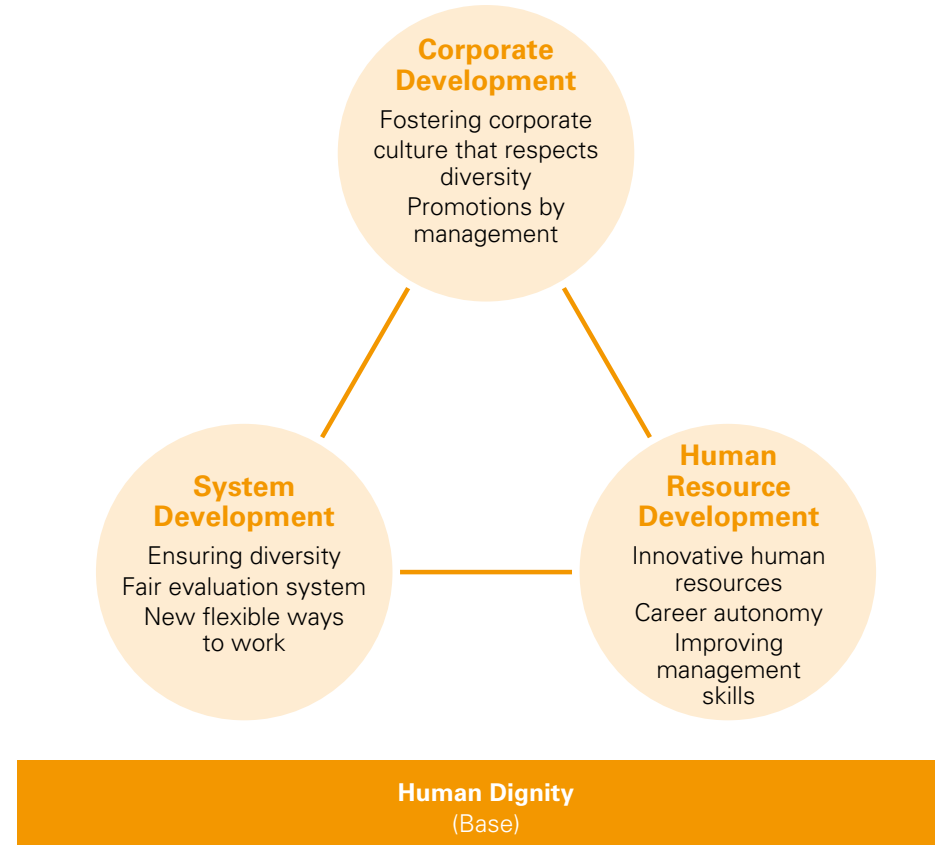 Corporate
Development
Fostering corporate
culture that respects
diversity
Promotions by
management
System
Development
Ensuring diversity
Fair evaluation system
New flexible ways
to work
Human
Resource
Development
Innovative human
resources
Career autonomy
Improving
management
skills
Human Dignity
(Base)